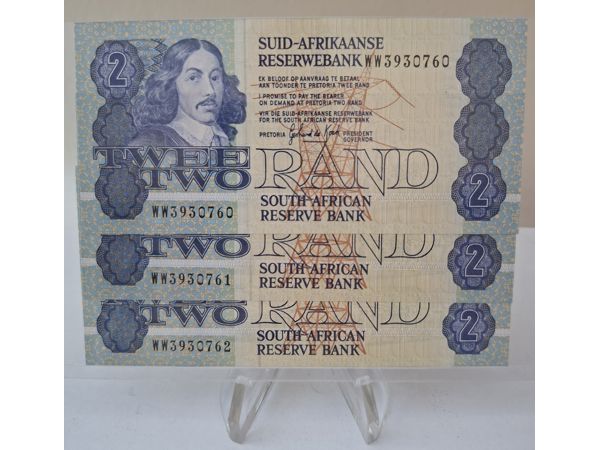 2
SUID-AFRIKAANSE
RESERWEBANK WW3930760
EK BELOOF OP AANVRAAG TE BETAAL
AAN TOONDER TE PRETORIA TWEE RAND
I PROMISE TO PAY THE BEARER
ON DEMAND AT PRETORIA TWO RAND
VIR DIE SUID-AFRIKAANSE RESERWEBANK
FOR THE SOUTH AFRICAN RESERVE BANK
PRETORIA PRESIDENT
GOVERNOR
TWEE
TWO RAND
2
WW3930760
SOUTH AFRICAN
RESERVE BANK
TWO RAND
2
WW3930761
SOUTH AFRICAN
RESERVE BANK
TWO RAND
2
WW3930762
SOUTH AFRICAN
RESERVE BANK